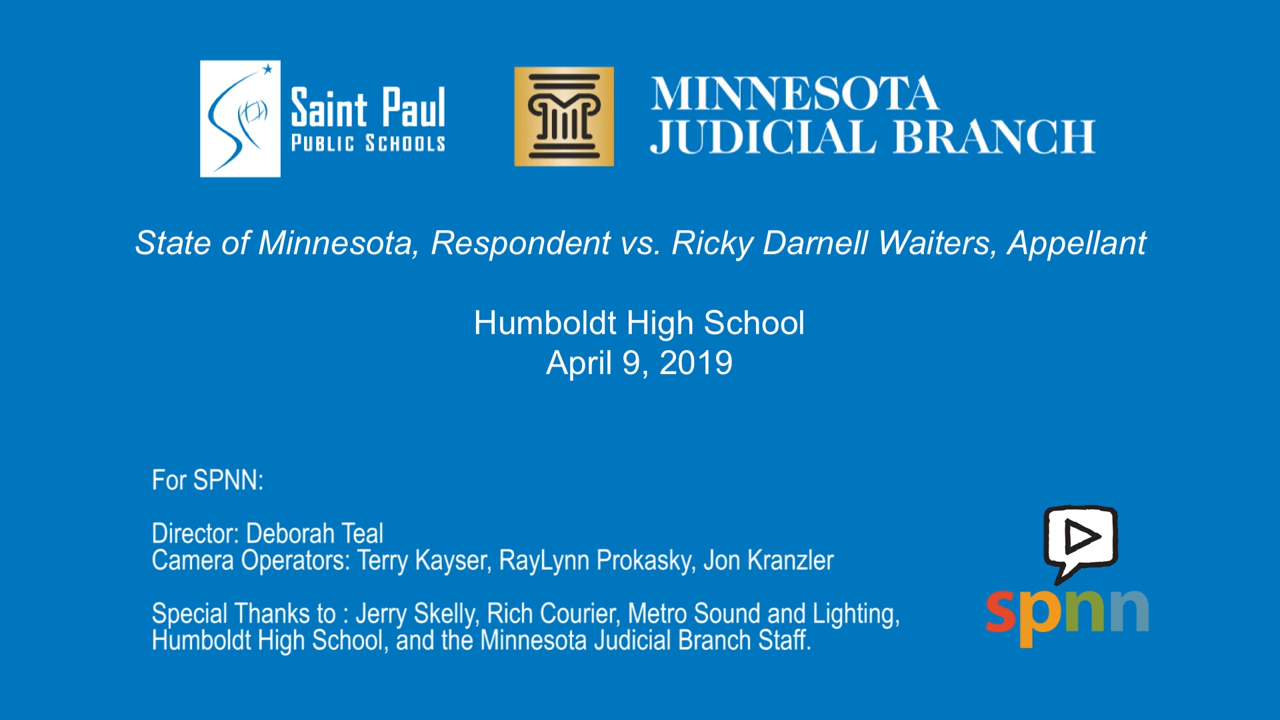 Saint Paul
PUBLIC SCHOOLS
MINNESOTA
JUDICIAL BRANCH
State of Minnesota, Respondent vs. Ricky Darnell Waiters, Appellant
Humboldt High School
April 9, 2019
For SPNN:
Director: Deborah Teal
Camera Operators: Terry Kayser, RayLynn Prokasky, Jon Kranzler
Special Thanks to : Jerry Skelly, Rich Courier, Metro Sound and Lighting,
Humboldt High School, and the Minnesota Judicial Branch Staff.
spnn